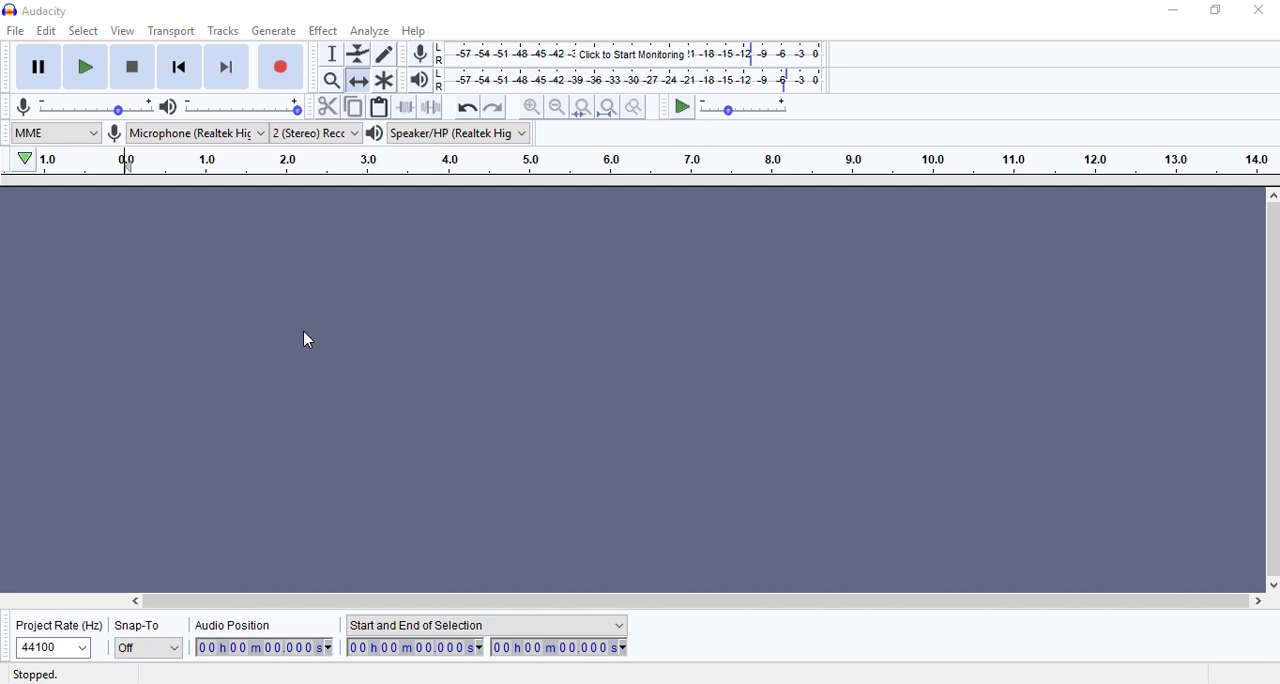 Audacity
File Edit Select View Transport Tracks Generate Effect Analyze Help
L R -57 -54 -51 -48 -45 -42 -3 Click to Start Monitoring !1 -18 -15 -12 -9 -6 -3 0
L R -57 -54 -51 -48 -45 -42 -39 -36 -33 -30 -27 -24 -21 -18 -15 -12 -9 -6 -3 0
- + - + - +
MME Microphone (Realtek Hig 2 (Stereo) Recc Speaker/HP (Realtek Hig
1.0 0.0 1.0 2.0 3.0 4.0 5.0 6.0 7.0 8.0 9.0 10.0 11.0 12.0 13.0 14.0
Project Rate (Hz) Snap-To Audio Position Start and End of Selection
44100 Off 00 h 00 m 00.000 s 00 h 00 m 00.000 s 00 h 00 m 00.000 s
Stopped.